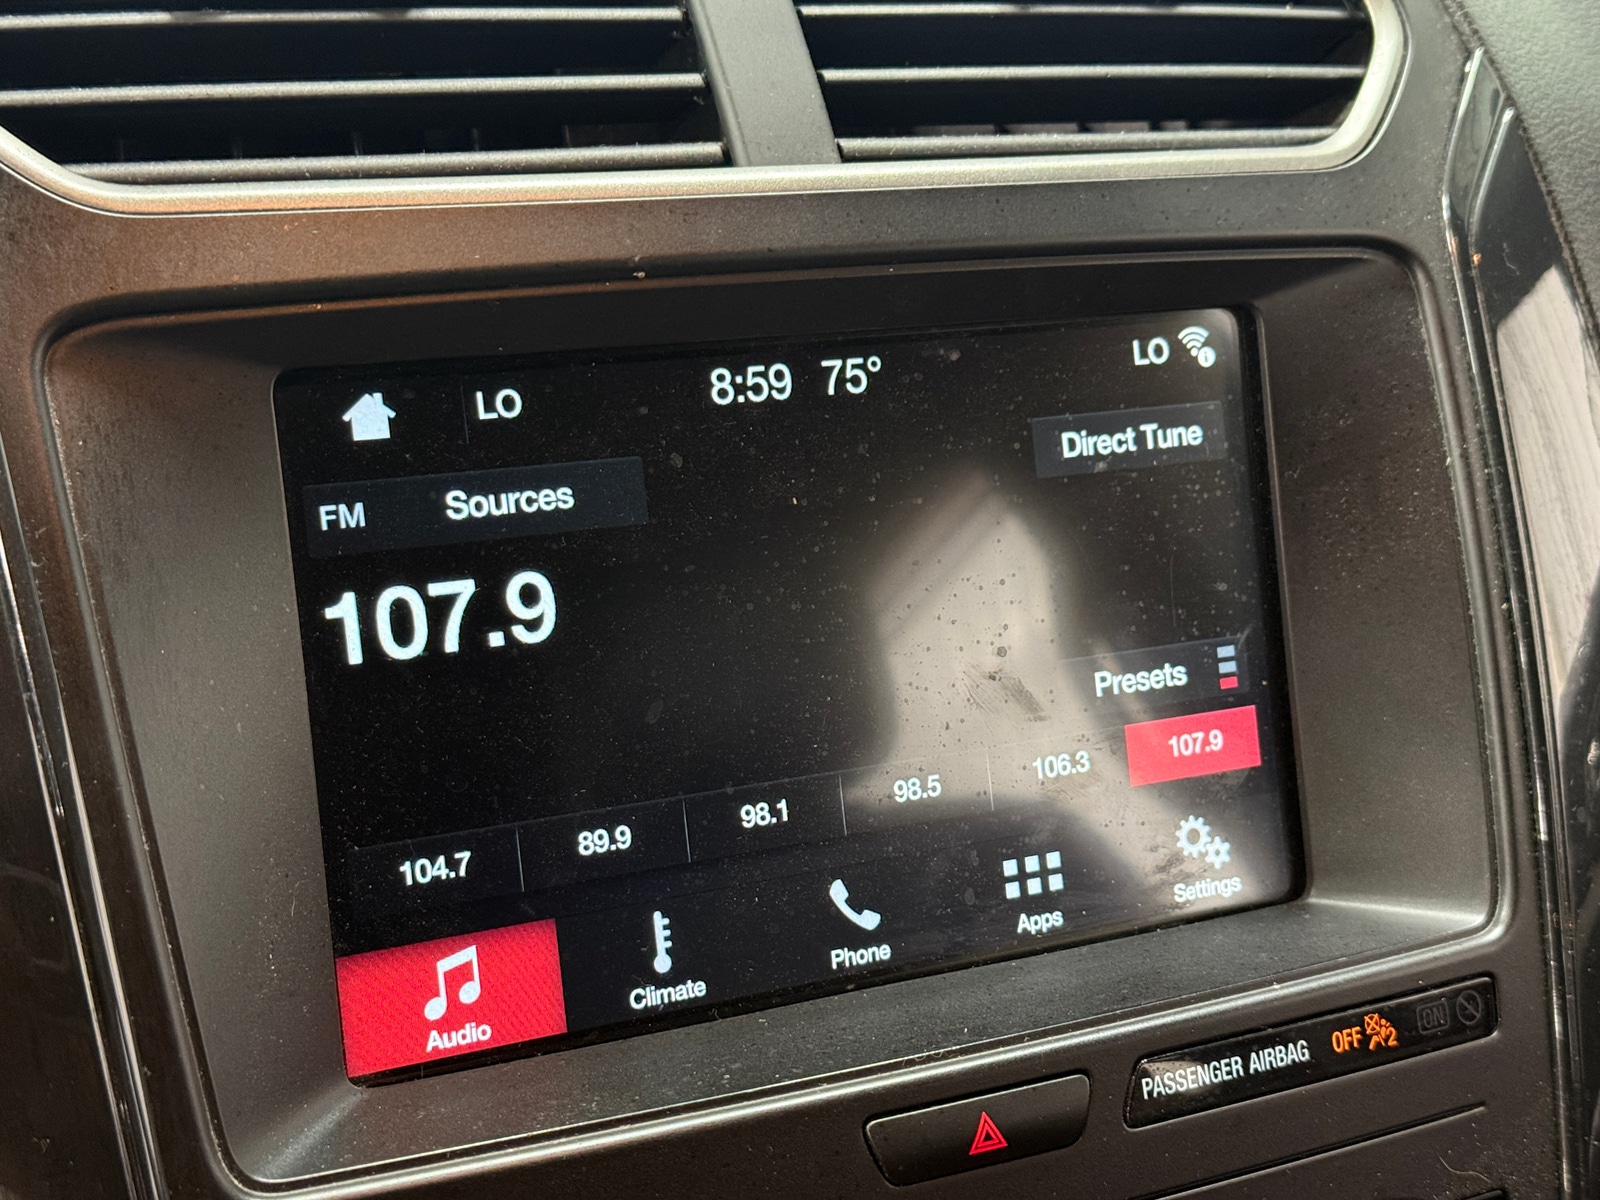 LO 8:59 75° LO
FM Sources Direct Tune
107.9
Presets
104.7 89.9 98.1 98.5 106.3 107.9
Audio Climate Phone Apps Settings
PASSENGER AIRBAG OFF 2 ON